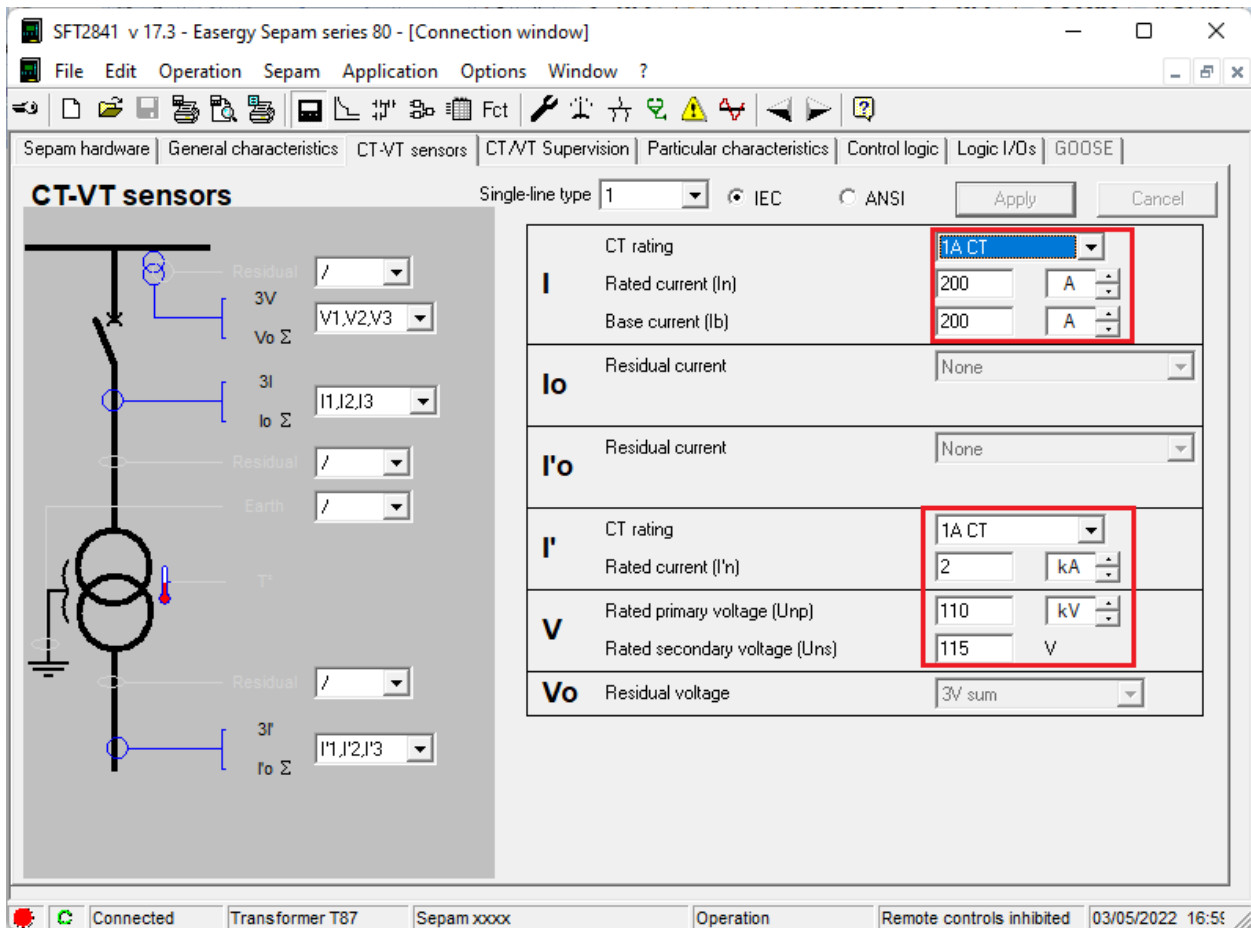 SFT2841 v 17.3 - Easergy Sepam series 80 - [Connection window]
File Edit Operation Sepam Application Options Window ?
Fct
Sepam hardware General characteristics CT-VT sensors CT/VT Supervision Particular characteristics Control logic Logic I/Os GOOSE
CT-VT sensors
Single-line type 1 IEC ANSI Apply Cancel
Residual /
3V
Vo Σ
V1,V2,V3
3I
Io Σ
I1,I2,I3
Residual /
Earth /
T°
Residual /
3I'
I'o Σ
I'1,I'2,I'3
I
CT rating 1A CT
Rated current (In) 200 A
Base current (Ib) 200 A
Io
Residual current None
I'o
Residual current None
I'
CT rating 1A CT
Rated current (I'n) 2 kA
V
Rated primary voltage (Unp) 110 kV
Rated secondary voltage (Uns) 115 V
Vo Residual voltage 3V sum
Connected Transformer T87 Sepam xxxx Operation Remote controls inhibited 03/05/2022